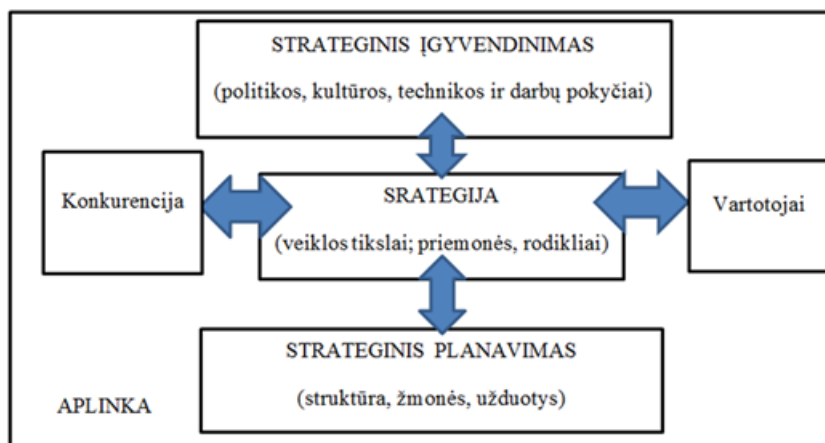 STRATEGINIS ĮGYVENDINIMAS
(politikos, kultūros, technikos ir darbų pokyčiai)
Konkurencija
SRATEGIJA
(veiklos tikslai; priemonės, rodikliai)
Vartotojai
STRATEGINIS PLANAVIMAS
(struktūra, žmonės, užduotys)
APLINKA